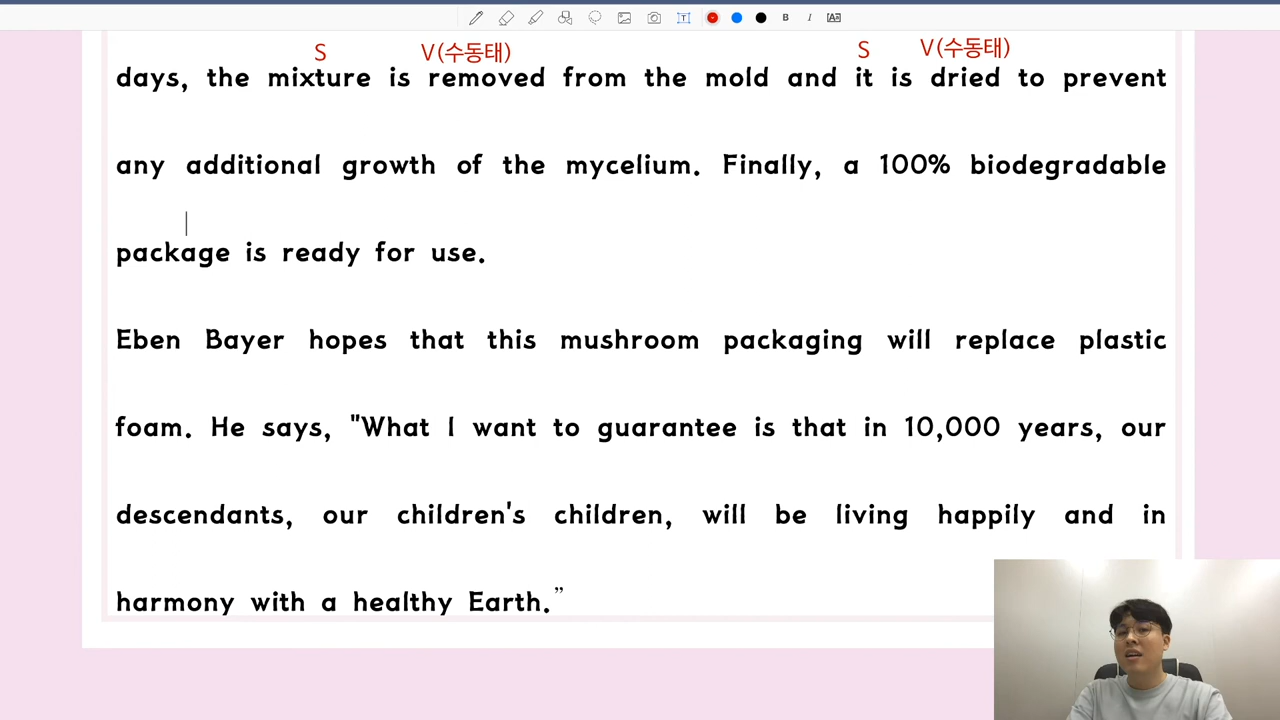 S V(수동태) S V(수동태)
days, the mixture is removed from the mold and it is dried to prevent
any additional growth of the mycelium. Finally, a 100% biodegradable
package is ready for use.
Eben Bayer hopes that this mushroom packaging will replace plastic
foam. He says, "What I want to guarantee is that in 10,000 years, our
descendants, our children's children, will be living happily and in
harmony with a healthy Earth.”